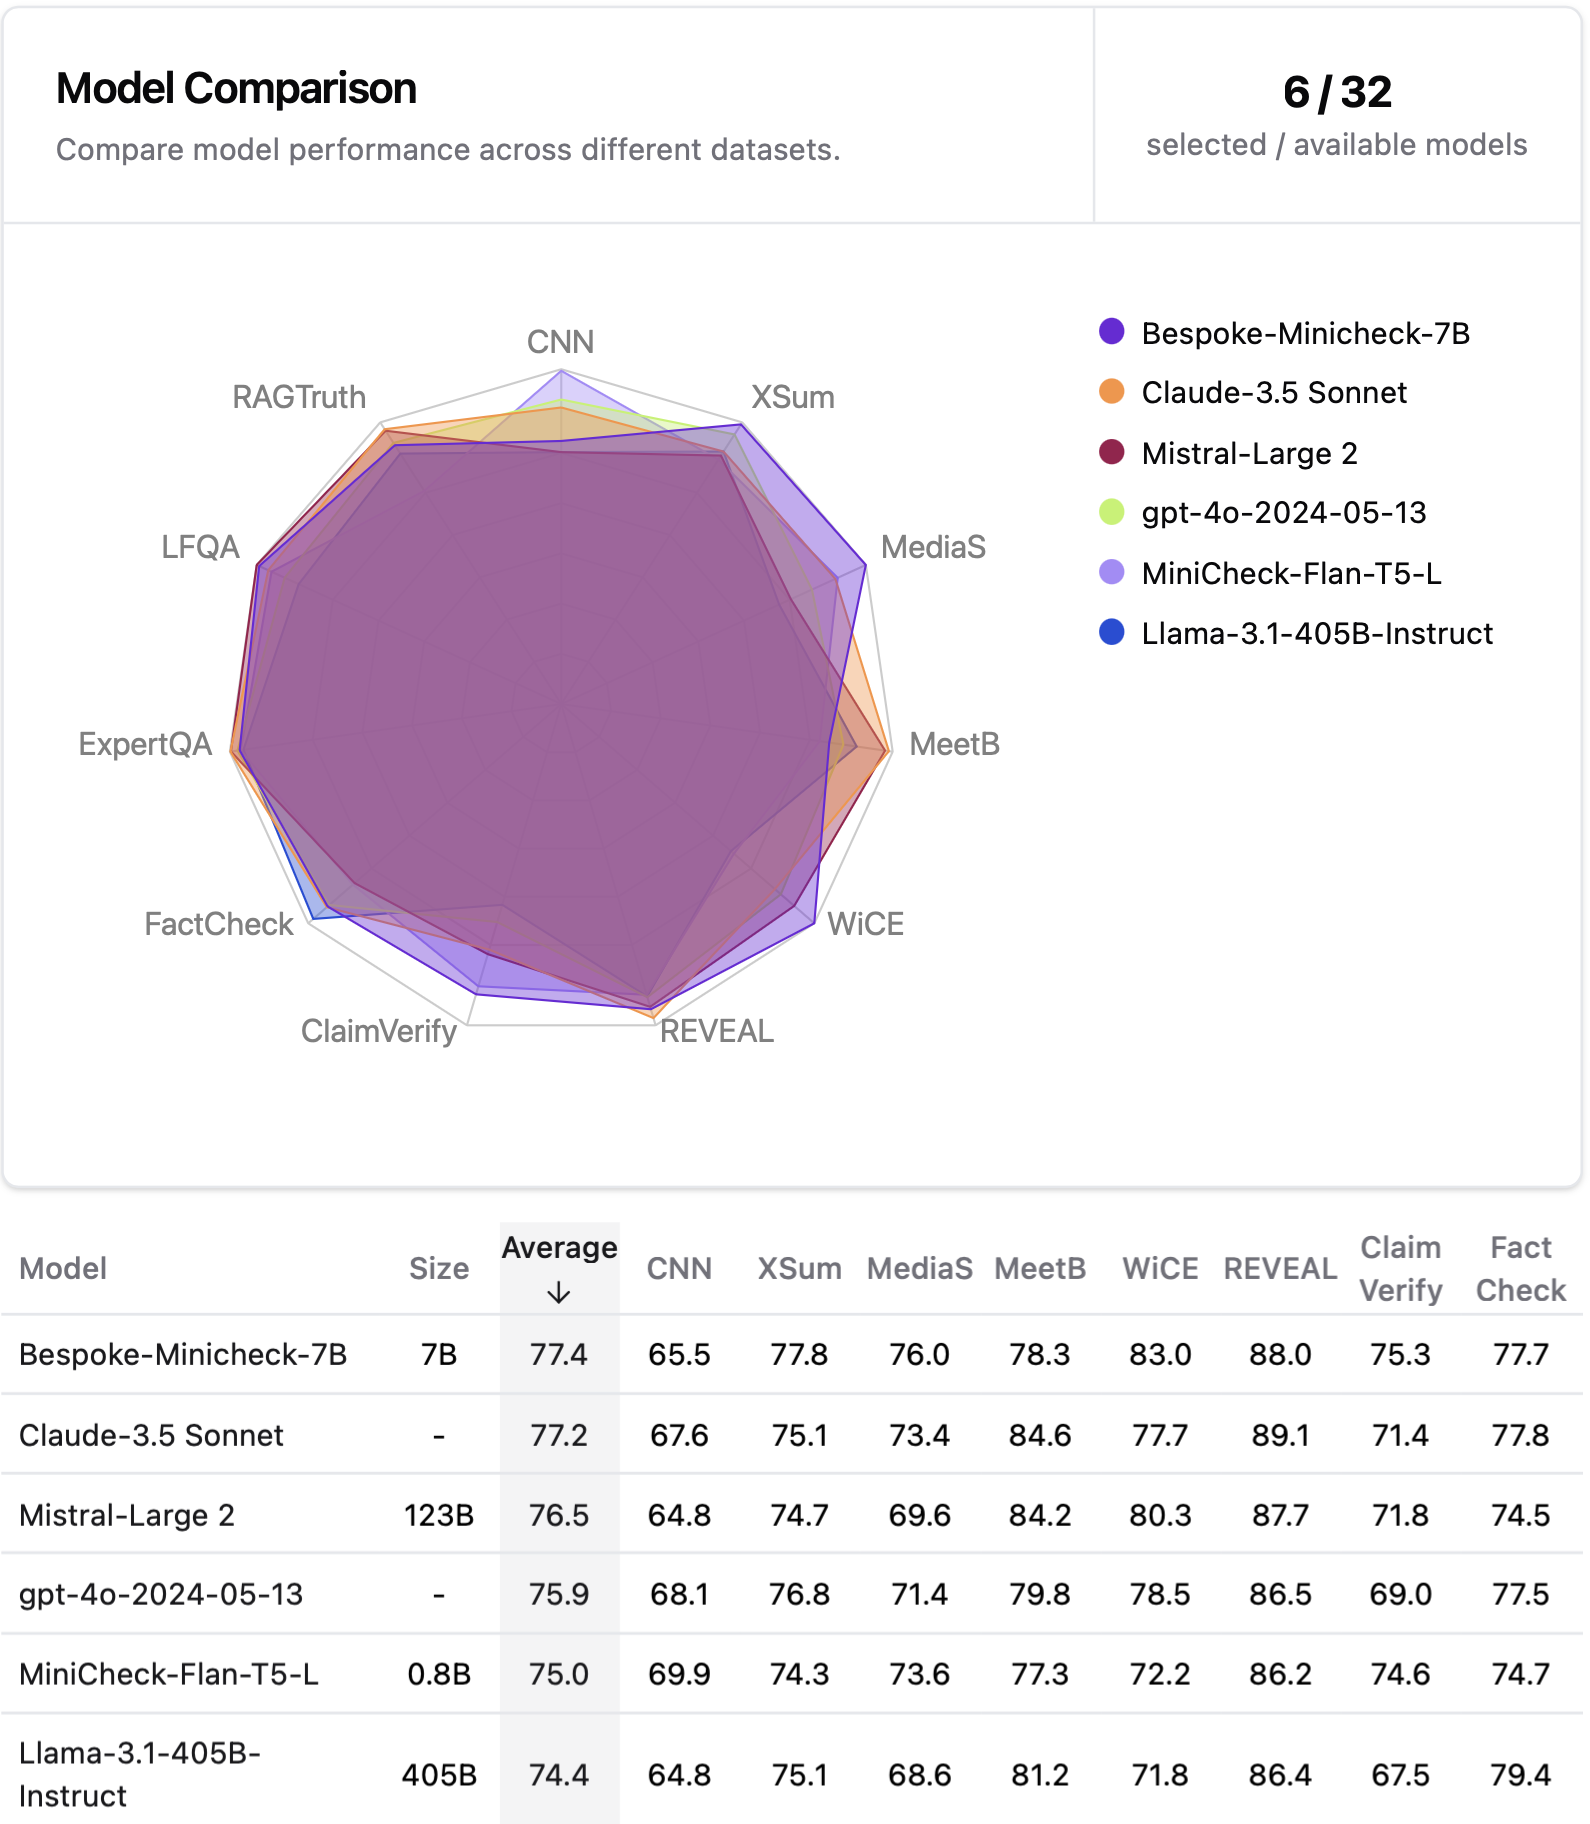 Model Comparison
Compare model performance across different datasets.
6 / 32
selected / available models
CNN
XSum
MediaS
MeetB
WiCE
REVEAL
ClaimVerify
FactCheck
ExpertQA
LFQA
RAGTruth
Bespoke-Minicheck-7B
Claude-3.5 Sonnet
Mistral-Large 2
gpt-4o-2024-05-13
MiniCheck-Flan-T5-L
Llama-3.1-405B-Instruct
Model Size Average ↓ CNN XSum MediaS MeetB WiCE REVEAL Claim Verify Fact Check
Bespoke-Minicheck-7B 7B 77.4 65.5 77.8 76.0 78.3 83.0 88.0 75.3 77.7
Claude-3.5 Sonnet - 77.2 67.6 75.1 73.4 84.6 77.7 89.1 71.4 77.8
Mistral-Large 2 123B 76.5 64.8 74.7 69.6 84.2 80.3 87.7 71.8 74.5
gpt-4o-2024-05-13 - 75.9 68.1 76.8 71.4 79.8 78.5 86.5 69.0 77.5
MiniCheck-Flan-T5-L 0.8B 75.0 69.9 74.3 73.6 77.3 72.2 86.2 74.6 74.7
Llama-3.1-405B-
Instruct 405B 74.4 64.8 75.1 68.6 81.2 71.8 86.4 67.5 79.4